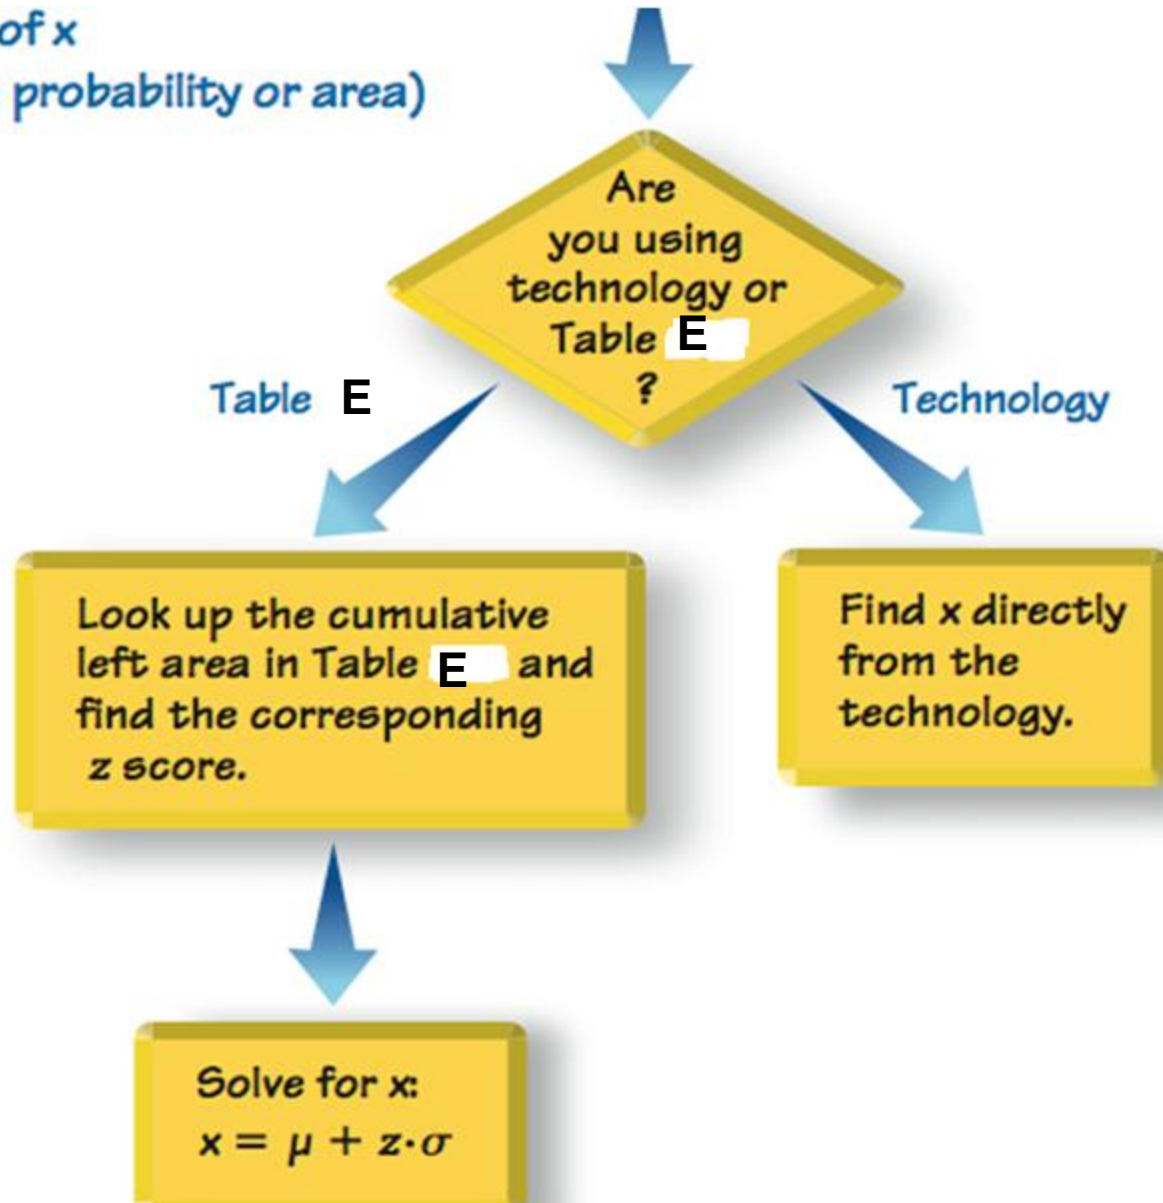 of x
probability or area)
Are
you using
technology or
Table E
?
Table E
Technology
Look up the cumulative
left area in Table E and
find the corresponding
z score.
Find x directly
from the
technology.
Solve for x:
x = μ + z·σ